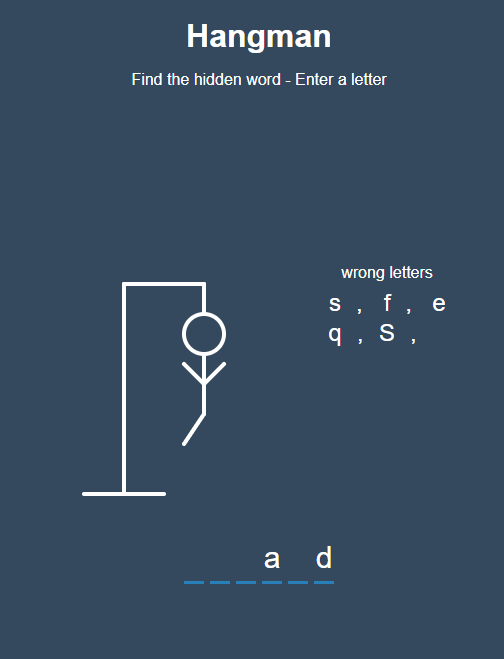 Hangman
Find the hidden word - Enter a letter
wrong letters
s , f , e
q , S ,
a d